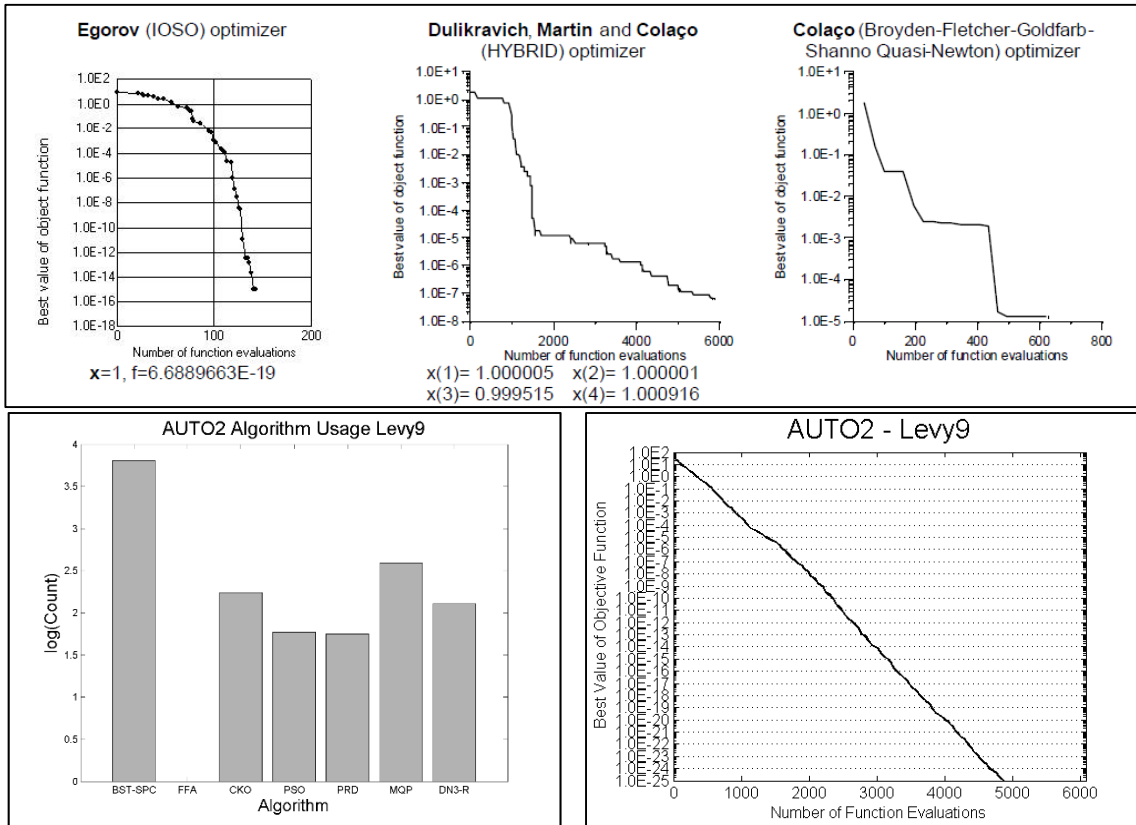 Egorov (IOSO) optimizer
Best value of object function
1.0E2
1.0E0
1.0E-2
1.0E-4
1.0E-6
1.0E-8
1.0E-10
1.0E-12
1.0E-14
1.0E-16
1.0E-18
0 100 200
Number of function evaluations
x=1, f=6.6889663E-19
Dulikravich, Martin and Colaço
(HYBRID) optimizer
Best value of object function
1.0E+1
1.0E+0
1.0E-1
1.0E-2
1.0E-3
1.0E-4
1.0E-5
1.0E-6
1.0E-7
1.0E-8
0 2000 4000 6000
Number of function evaluations
x(1)= 1.000005 x(2)= 1.000001
x(3)= 0.999515 x(4)= 1.000916
Colaço (Broyden-Fletcher-Goldfarb-
Shanno Quasi-Newton) optimizer
Best value of object function
1.0E+1
1.0E+0
1.0E-1
1.0E-2
1.0E-3
1.0E-4
1.0E-5
0 200 400 600 800
Number of function evaluations
AUTO2 Algorithm Usage Levy9
log(Count)
4
3.5
3
2.5
2
1.5
1
0.5
0
BST-SPC FFA CKO PSO PRD MQP DN3-R
Algorithm
AUTO2 - Levy9
Best Value of Objective Function
1.0E+2
1.0E+1
1.0E+0
1.0E-1
1.0E-2
1.0E-3
1.0E-4
1.0E-5
1.0E-6
1.0E-7
1.0E-8
1.0E-9
1.0E-10
1.0E-11
1.0E-12
1.0E-13
1.0E-14
1.0E-15
1.0E-16
1.0E-17
1.0E-18
1.0E-19
1.0E-20
1.0E-21
1.0E-22
1.0E-23
1.0E-24
1.0E-25
0 1000 2000 3000 4000 5000 6000
Number of Function Evaluations